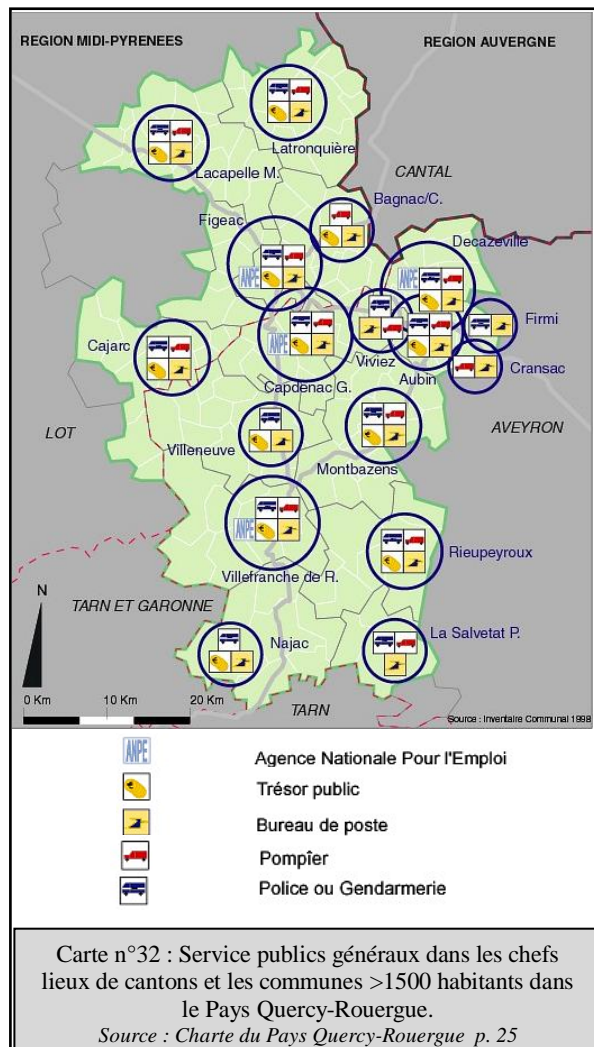 REGION MIDI-PYRENEES
REGION AUVERGNE
Latronquière
Lacapelle M.
CANTAL
Bagnac/C.
Figeac
Decazeville
ANPE
ANPE
Firmi
Cajarc
ANPE
Viviez
Capdenac G.
Aubin
Cransac
LOT
AVEYRON
Villeneuve
Montbazens
ANPE
Rieupeyroux
Villefranche de R.
N
TARN ET GARONNE
La Salvetat P.
Najac
0 Km 10 Km 20 Km
TARN
Source : Inventaire Communal 1998
ANPE Agence Nationale Pour l'Emploi
Trésor public
Bureau de poste
Pompîer
Police ou Gendarmerie
Carte n°32 : Service publics généraux dans les chefs
lieux de cantons et les communes >1500 habitants dans
le Pays Quercy-Rouergue.
Source : Charte du Pays Quercy-Rouergue p. 25